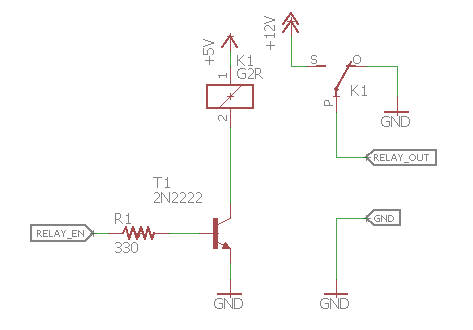 +5V
+12V
K1
G2R
1
2
S
O
K1
P
GND
RELAY_OUT
T1
2N2222
R1
330
RELAY_EN
GND
GND
GND